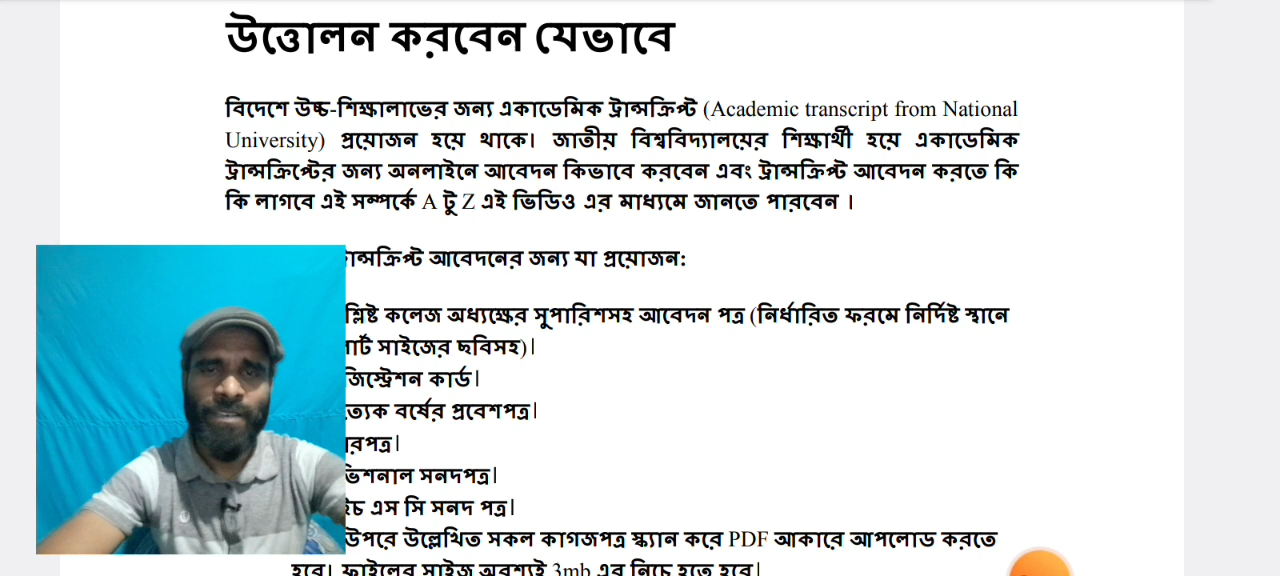 উত্তোলন করবেন যেভাবে
বিদেশে উচ্চ-শিক্ষালাভের জন্য একাডেমিক ট্রান্সক্রিপ্ট (Academic transcript from National
University) প্রয়োজন হয়ে থাকে। জাতীয় বিশ্ববিদ্যালয়ের শিক্ষার্থী হয়ে একাডেমিক
ট্রান্সক্রিপ্টের জন্য অনলাইনে আবেদন কিভাবে করবেন এবং ট্রান্সক্রিপ্ট আবেদন করতে কি
কি লাগবে এই সম্পর্কে A টু Z এই ভিডিও এর মাধ্যমে জানতে পারবেন ।
আবেদনের জন্য যা প্রয়োজন:
কলেজ অধ্যক্ষের সুপারিশসহ আবেদন পত্র (নির্ধারিত ফরমে নির্দিষ্ট স্থানে
সাইজের ছবিসহ)।
কার্ড।
বর্ষের প্রবেশপত্র।
সনদপত্র।
এস সি সনদ পত্র।
উপরে উল্লেখিত সকল কাগজপত্র স্ক্যান করে PDF আকারে আপলোড করতে
হবে। ফাইলের সাইজ অবশ্যই 3mb এর নিচে হতে হবে।